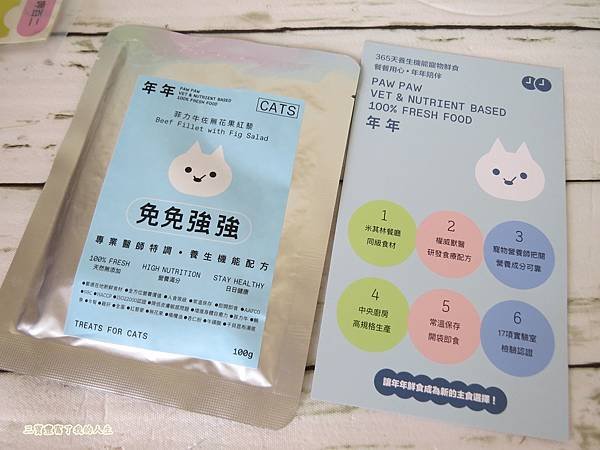 年年
PAW PAW
VET & NUTRIENT BASED
100% FRESH FOOD
CATS
菲力牛佐無花果紅藜
Beef Fillet with Fig Salad
免免強強
專業醫師特調・養生機能配方
100% FRESH
天然無添加
HIGH NUTRITION
營養滿分
STAY HEALTHY
日日健康
TREATS FOR CATS
100g
365天養生機能寵物鮮食
餐餐用心・年年陪伴
PAW PAW
VET & NUTRIENT BASED
100% FRESH FOOD
年年
1
米其林餐廳
同級食材
2
權威獸醫
研發食療配方
3
寵物營養師把關
營養成分可靠
4
中央廚房
高規格生產
5
常溫保存
開袋即食
6
17項實驗室
檢驗認證
讓年年鮮食成為新的主食選擇！
三寶豐富了我的人生